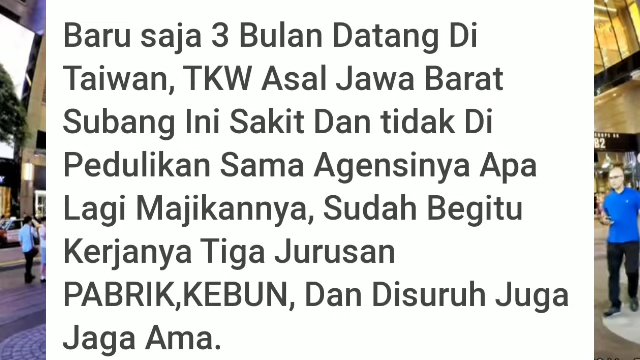 Baru saja 3 Bulan Datang Di
Taiwan, TKW Asal Jawa Barat
Subang Ini Sakit Dan tidak Di
Pedulikan Sama Agensinya Apa
Lagi Majikannya, Sudah Begitu
Kerjanya Tiga Jurusan
PABRIK,KEBUN, Dan Disuruh Juga
Jaga Ama.